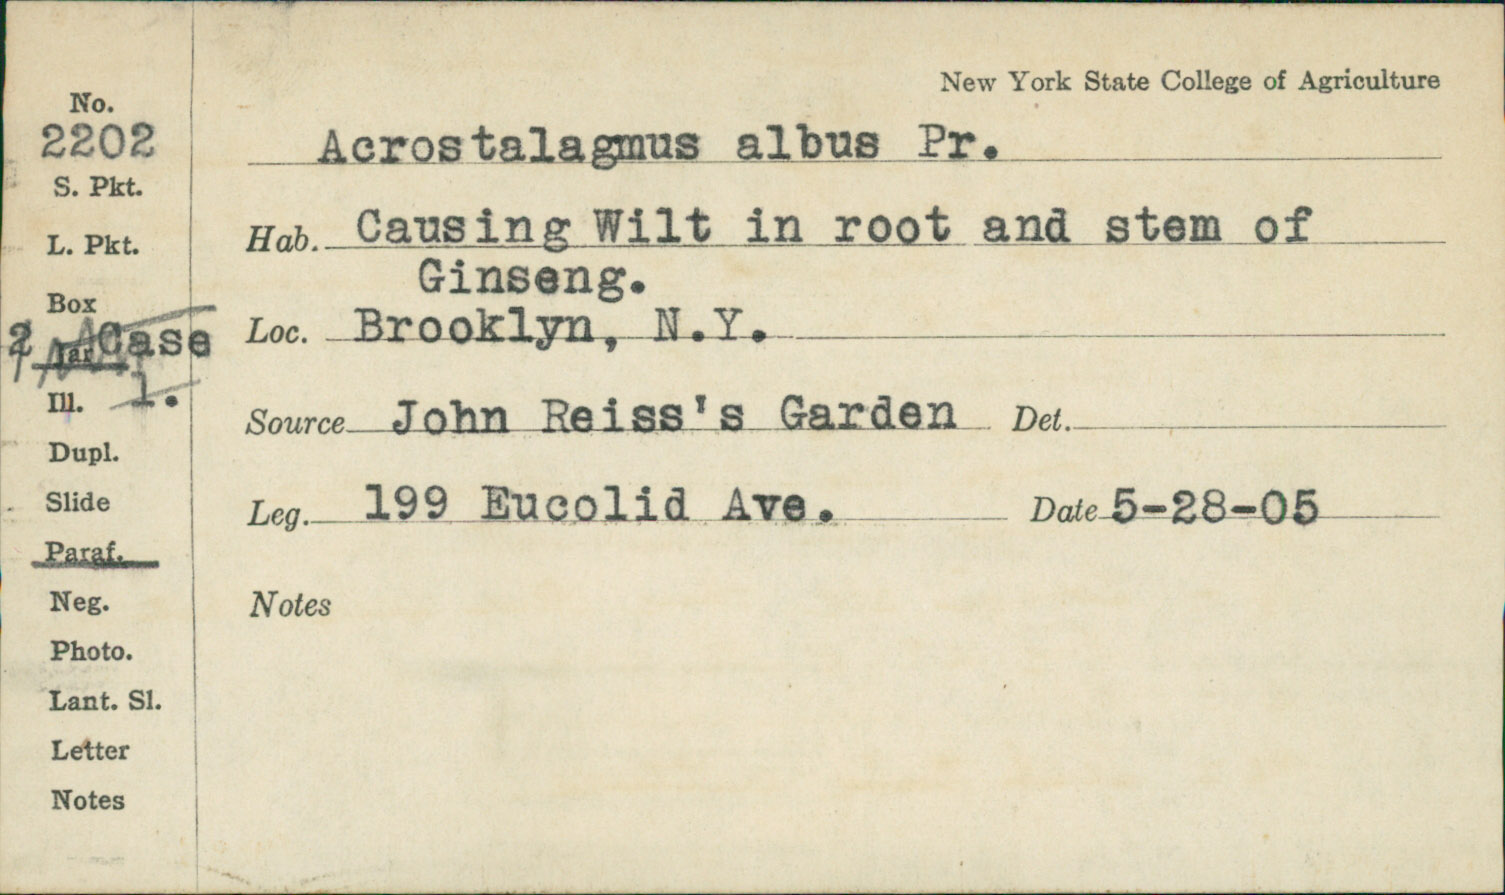 New York State College of Agriculture
No.
2202
Acrostalagmus albus Pr.
S. Pkt.
L. Pkt.
Hab. Causing Wilt in root and stem of
Ginseng.
Box
2 Jar Case
Loc. Brooklyn, N.Y.
Ill. 1.
Source John Reiss's Garden Det.
Dupl.
Slide
Leg. 199 Eucolid Ave. Date 5-28-05
Paraf.
Neg.
Notes
Photo.
Lant. Sl.
Letter
Notes